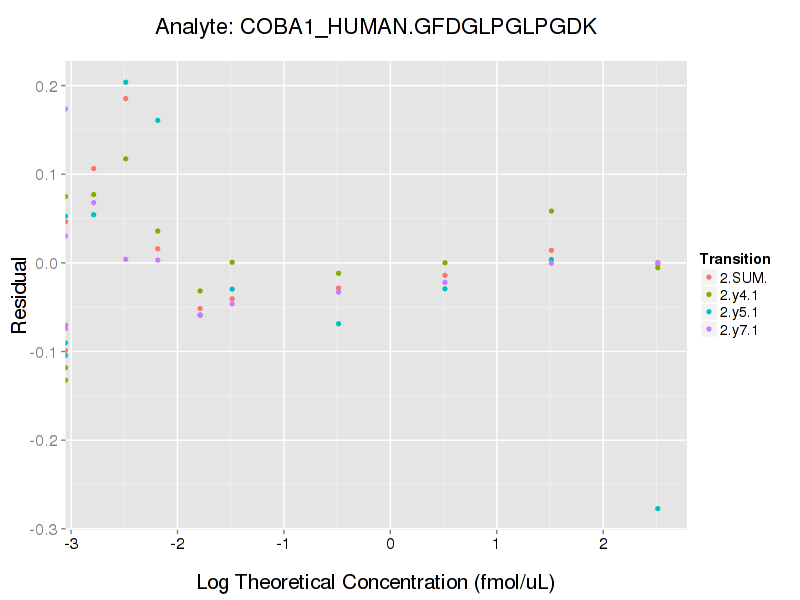 Analyte: COBA1_HUMAN.GFDGLPGLPGDK
Residual
0.2
0.1
0.0
-0.1
-0.2
-0.3
-3 -2 -1 0 1 2
Log Theoretical Concentration (fmol/uL)
Transition
2.SUM.
2.y4.1
2.y5.1
2.y7.1